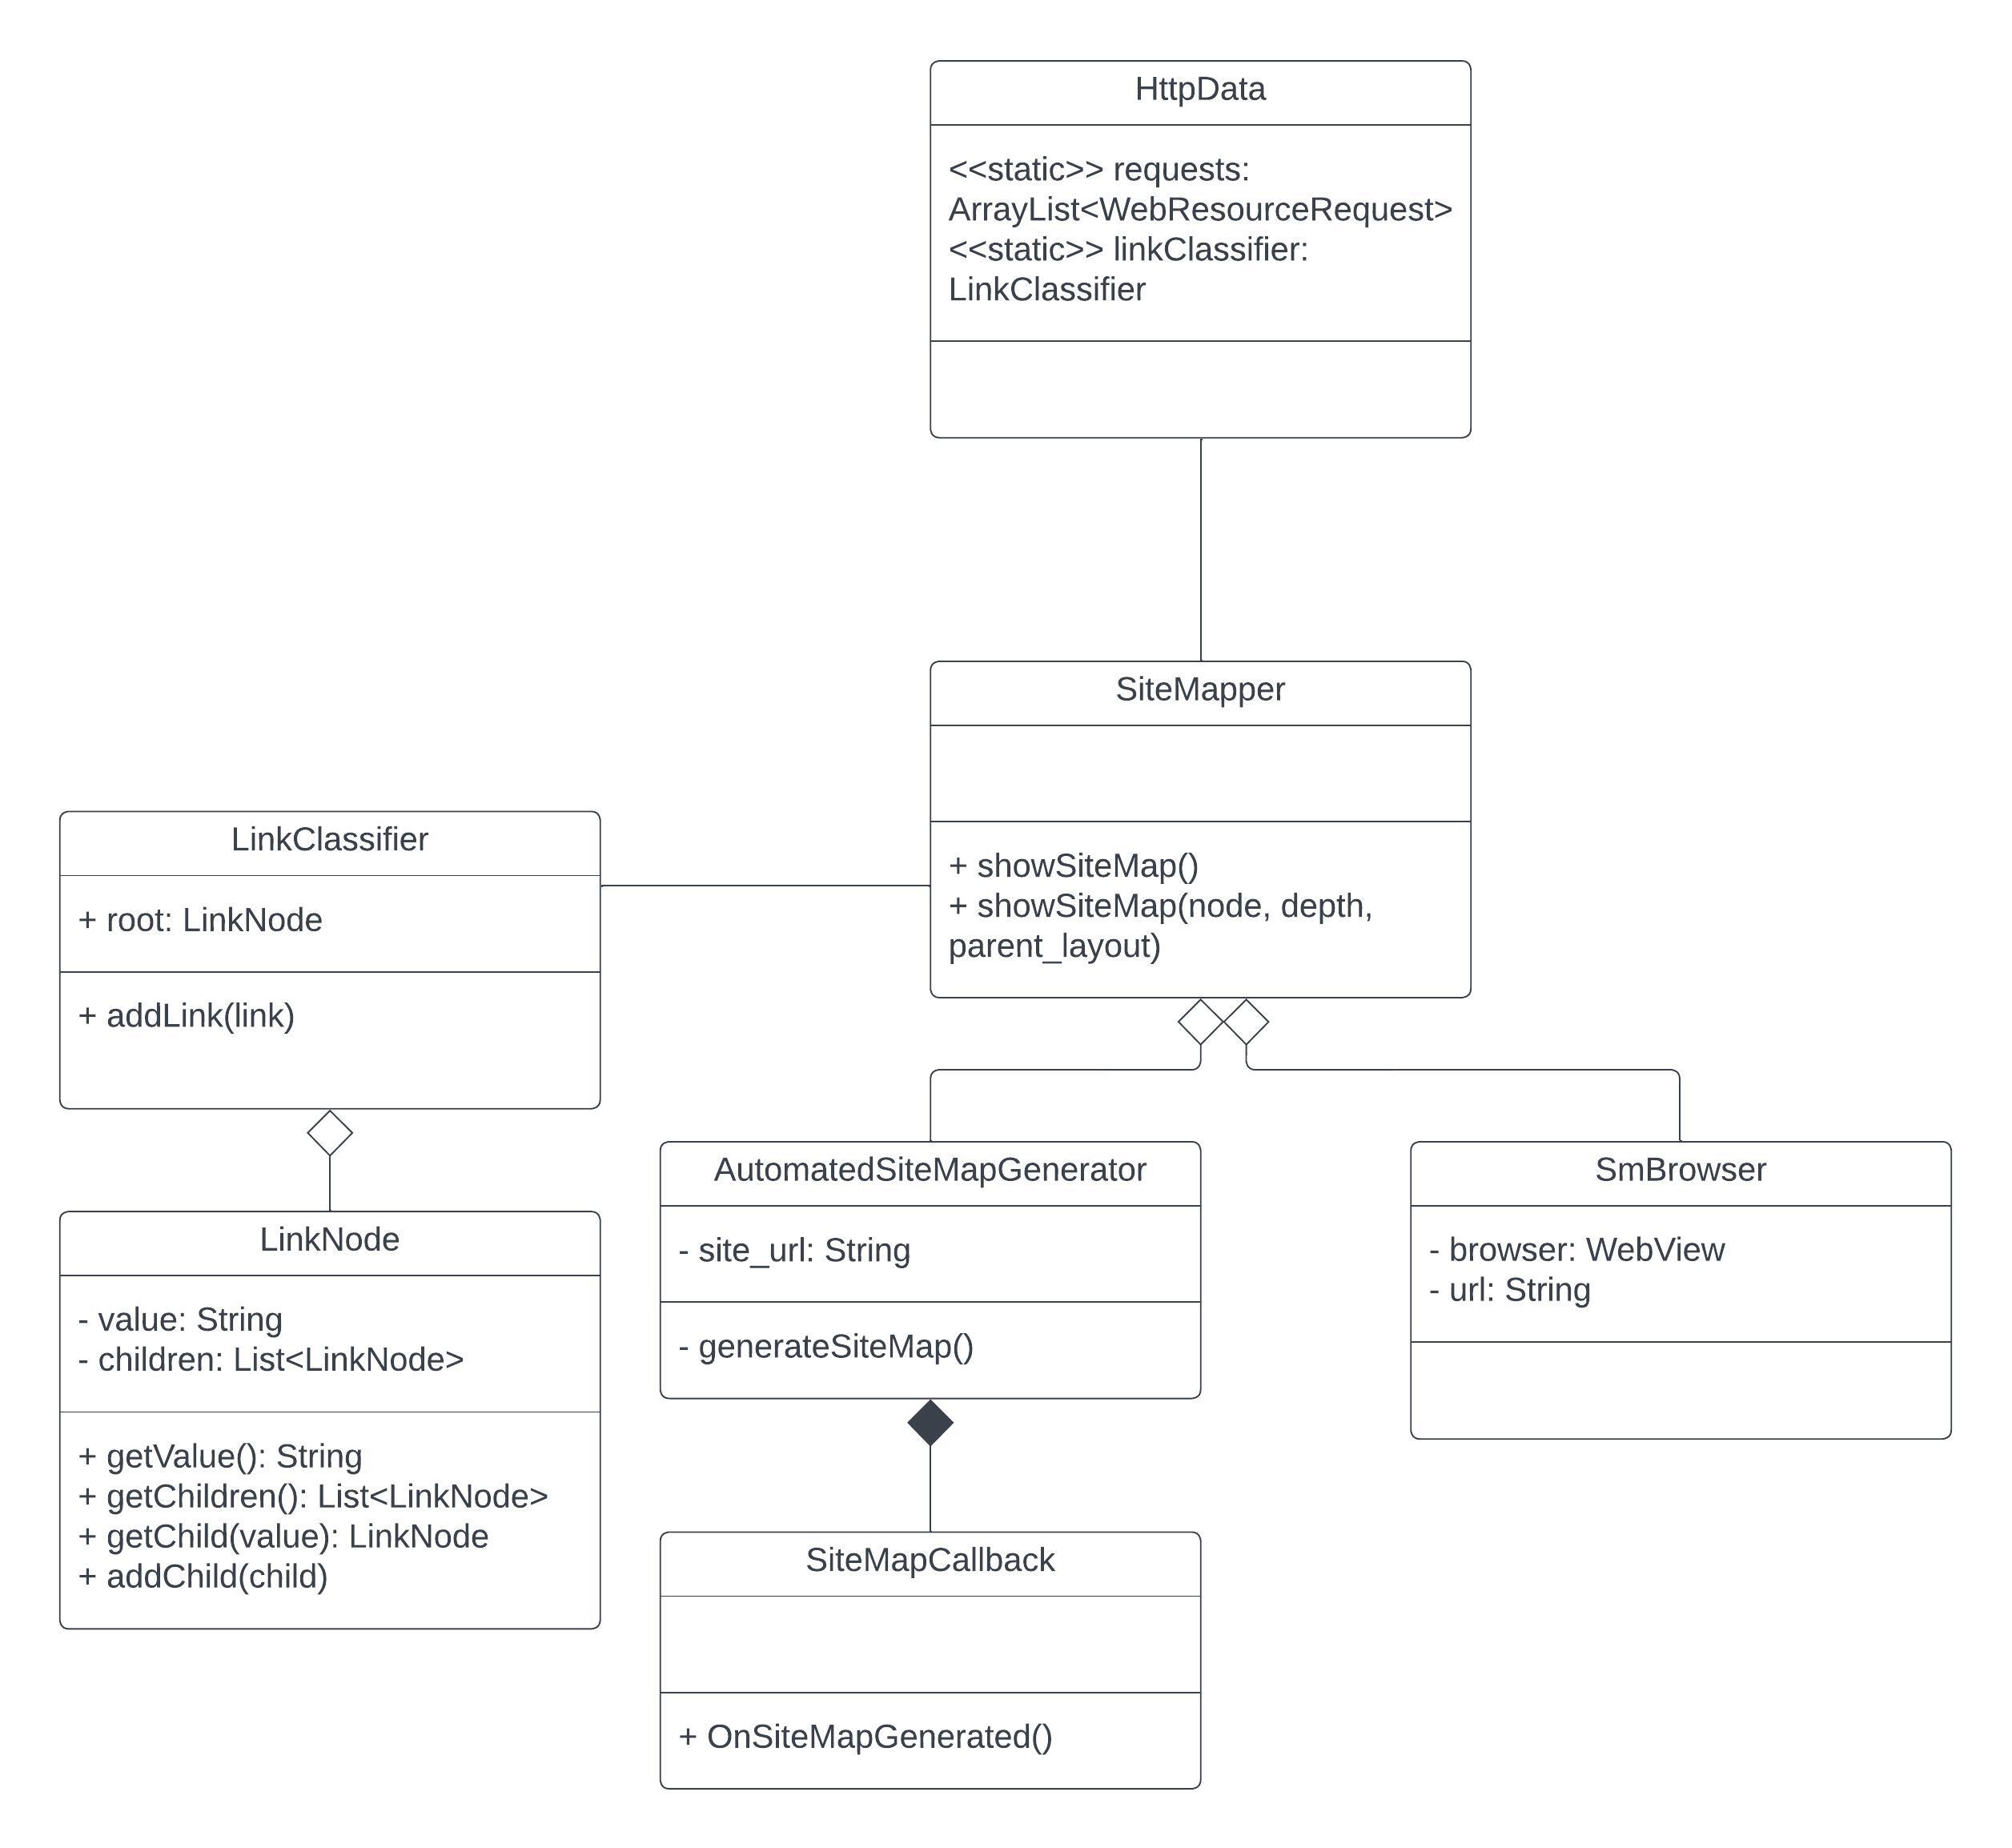 HttpData
<<static>> requests:
ArrayList<WebResourceRequest>
<<static>> linkClassifier:
LinkClassifier
SiteMapper
+ showSiteMap()
+ showSiteMap(node, depth,
parent_layout)
LinkClassifier
+ root: LinkNode
+ addLink(link)
LinkNode
- value: String
- children: List<LinkNode>
+ getValue(): String
+ getChildren(): List<LinkNode>
+ getChild(value): LinkNode
+ addChild(child)
AutomatedSiteMapGenerator
- site_url: String
- generateSiteMap()
SmBrowser
- browser: WebView
- url: String
SiteMapCallback
+ OnSiteMapGenerated()